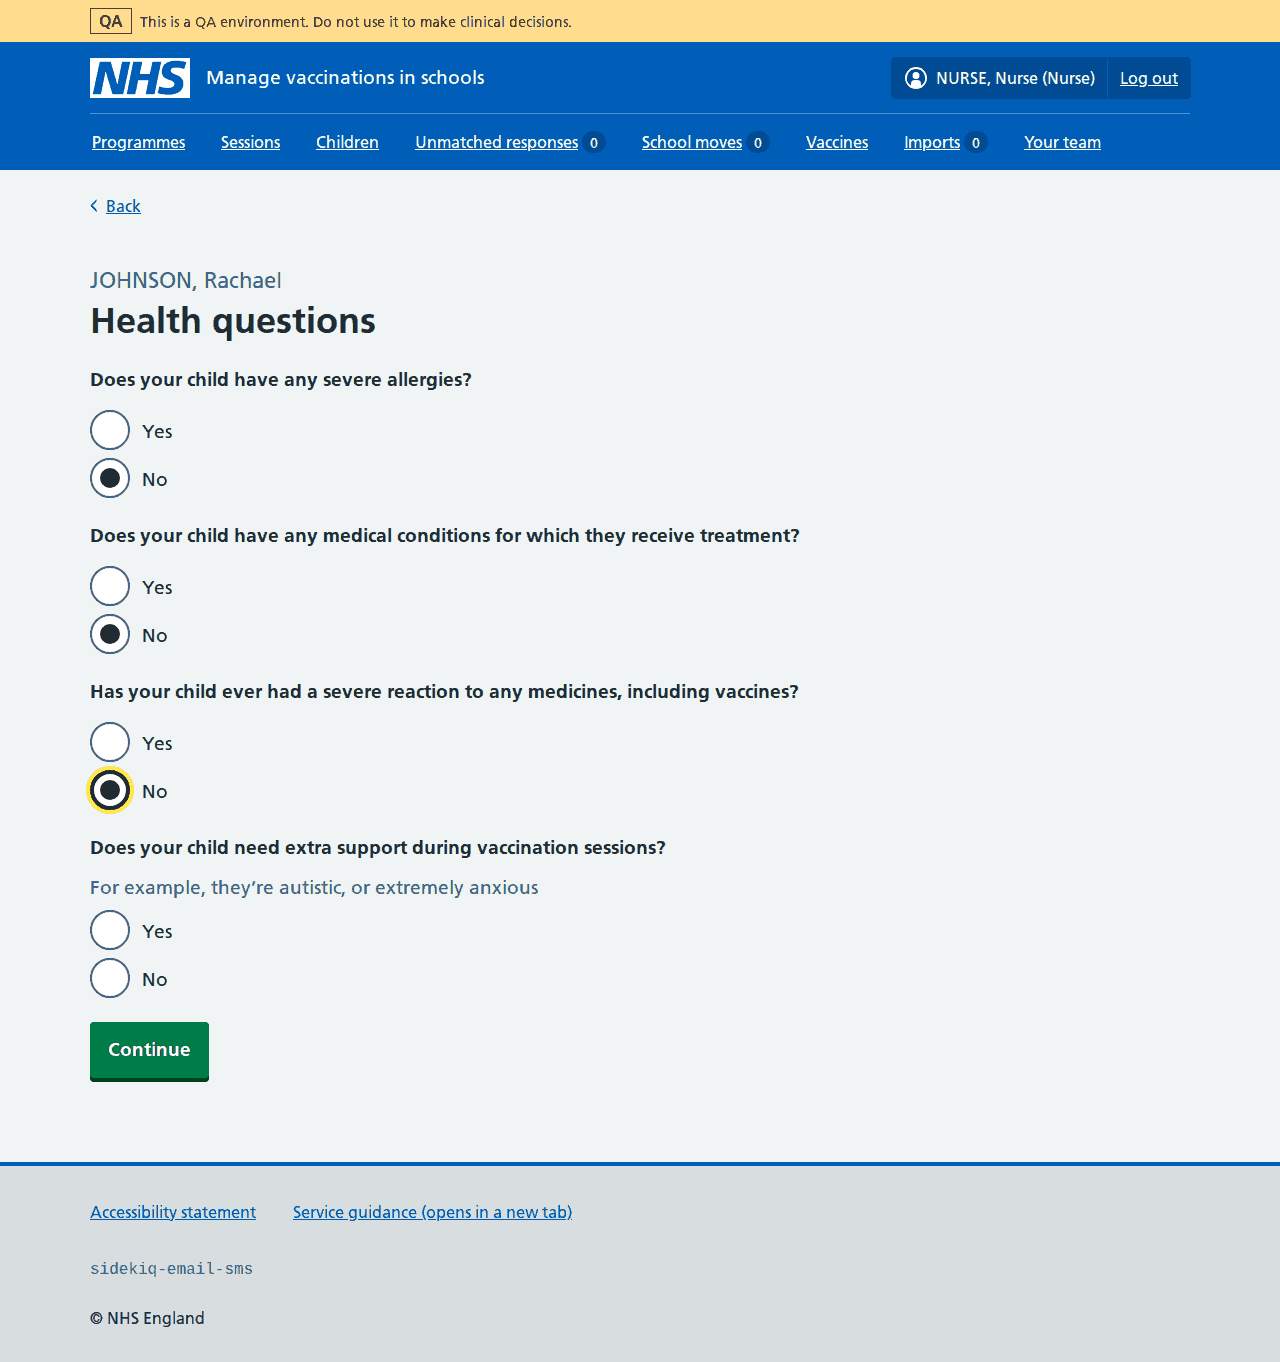 QA This is a QA environment. Do not use it to make clinical decisions.
NHS Manage vaccinations in schools NURSE, Nurse (Nurse) Log out
Programmes Sessions Children Unmatched responses 0 School moves 0 Vaccines Imports 0 Your team
Back
JOHNSON, Rachael
Health questions
Does your child have any severe allergies?
Yes
No
Does your child have any medical conditions for which they receive treatment?
Yes
No
Has your child ever had a severe reaction to any medicines, including vaccines?
Yes
No
Does your child need extra support during vaccination sessions?
For example, they’re autistic, or extremely anxious
Yes
No
Continue
Accessibility statement Service guidance (opens in a new tab)
sidekiq-email-sms
© NHS England